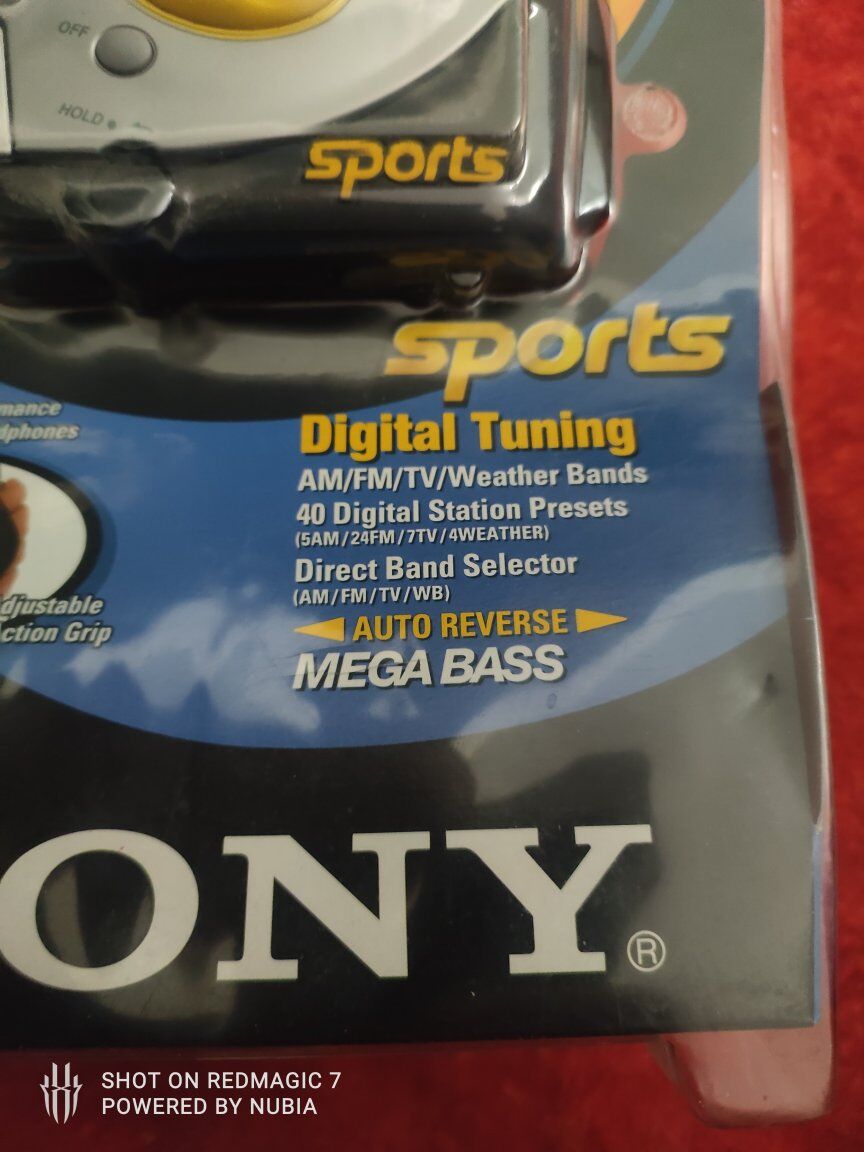 OFF
HOLD
sports
sports
Digital Tuning
AM/FM/TV/Weather Bands
40 Digital Station Presets
(5AM/24FM/7TV/4WEATHER)
Direct Band Selector
(AM/FM/TV/WB)
AUTO REVERSE
MEGA BASS
mance
dphones
djustable
ction Grip
ONY®
SHOT ON REDMAGIC 7
POWERED BY NUBIA